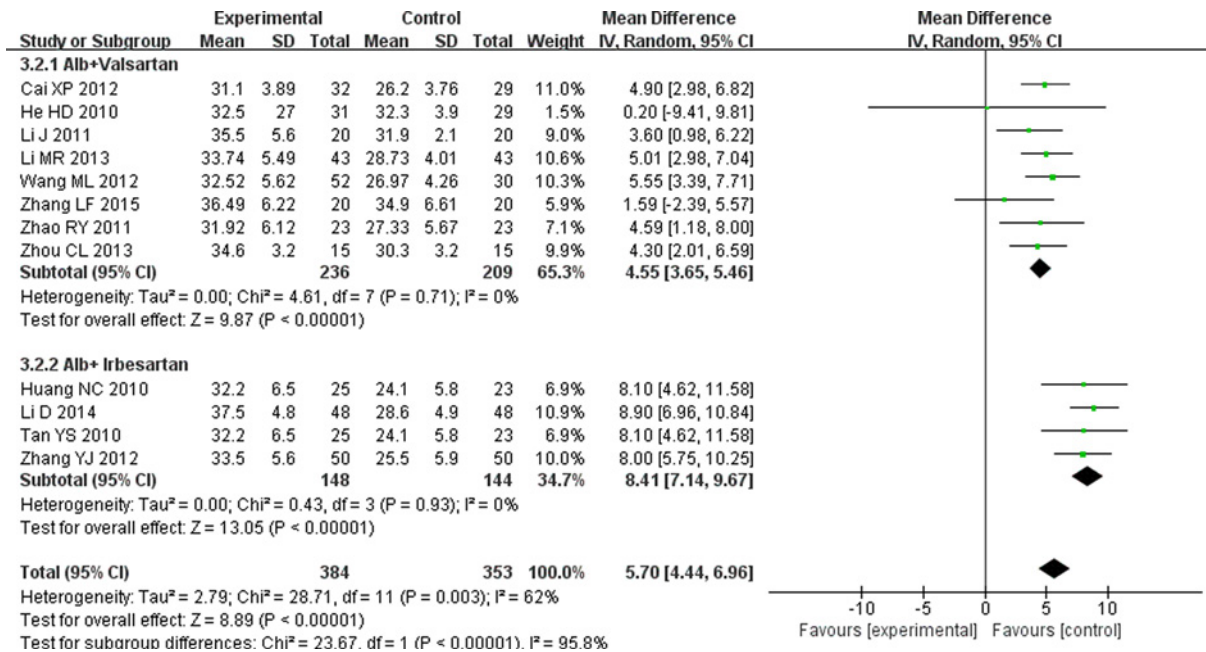 Experimental Control Mean Difference Mean Difference
Study or Subgroup Mean SD Total Mean SD Total Weight IV, Random, 95% CI IV, Random, 95% CI
3.2.1 Alb+Valsartan
Cai XP 2012 31.1 3.89 32 26.2 3.76 29 11.0% 4.90 [2.98, 6.82]
He HD 2010 32.5 27 31 32.3 3.9 29 1.5% 0.20 [-9.41, 9.81]
Li J 2011 35.5 5.6 20 31.9 2.1 20 9.0% 3.60 [0.98, 6.22]
Li MR 2013 33.74 5.49 43 28.73 4.01 43 10.6% 5.01 [2.98, 7.04]
Wang ML 2012 32.52 5.62 52 26.97 4.26 30 10.3% 5.55 [3.39, 7.71]
Zhang LF 2015 36.49 6.22 20 34.9 6.61 20 5.9% 1.59 [-2.39, 5.57]
Zhao RY 2011 31.92 6.12 23 27.33 5.67 23 7.1% 4.59 [1.18, 8.00]
Zhou CL 2013 34.6 3.2 15 30.3 3.2 15 9.9% 4.30 [2.01, 6.59]
Subtotal (95% CI) 236 209 65.3% 4.55 [3.65, 5.46]
Heterogeneity: Tau² = 0.00; Chi² = 4.61, df = 7 (P = 0.71); I² = 0%
Test for overall effect: Z = 9.87 (P < 0.00001)
3.2.2 Alb+ Irbesartan
Huang NC 2010 32.2 6.5 25 24.1 5.8 23 6.9% 8.10 [4.62, 11.58]
Li D 2014 37.5 4.8 48 28.6 4.9 48 10.9% 8.90 [6.96, 10.84]
Tan YS 2010 32.2 6.5 25 24.1 5.8 23 6.9% 8.10 [4.62, 11.58]
Zhang YJ 2012 33.5 5.6 50 25.5 5.9 50 10.0% 8.00 [5.75, 10.25]
Subtotal (95% CI) 148 144 34.7% 8.41 [7.14, 9.67]
Heterogeneity: Tau² = 0.00; Chi² = 0.43, df = 3 (P = 0.93); I² = 0%
Test for overall effect: Z = 13.05 (P < 0.00001)
Total (95% CI) 384 353 100.0% 5.70 [4.44, 6.96]
Heterogeneity: Tau² = 2.79; Chi² = 28.71, df = 11 (P = 0.003); I² = 62%
Test for overall effect: Z = 8.89 (P < 0.00001)
Test for subgroup differences: Chi² = 23.67, df = 1 (P < 0.00001), I² = 95.8%
-10 -5 0 5 10
Favours [experimental] Favours [control]